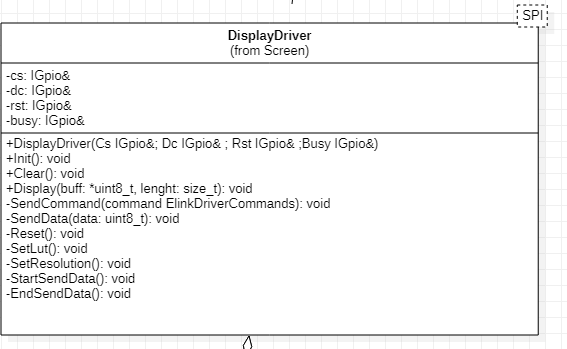 SPI
DisplayDriver
(from Screen)
-cs: IGpio&
-dc: IGpio&
-rst: IGpio&
-busy: IGpio&
+DisplayDriver(Cs IGpio&; Dc IGpio& ; Rst IGpio& ;Busy IGpio&)
+Init(): void
+Clear(): void
+Display(buff: *uint8_t, lenght: size_t): void
-SendCommand(command ElinkDriverCommands): void
-SendData(data: uint8_t): void
-Reset(): void
-SetLut(): void
-SetResolution(): void
-StartSendData(): void
-EndSendData(): void